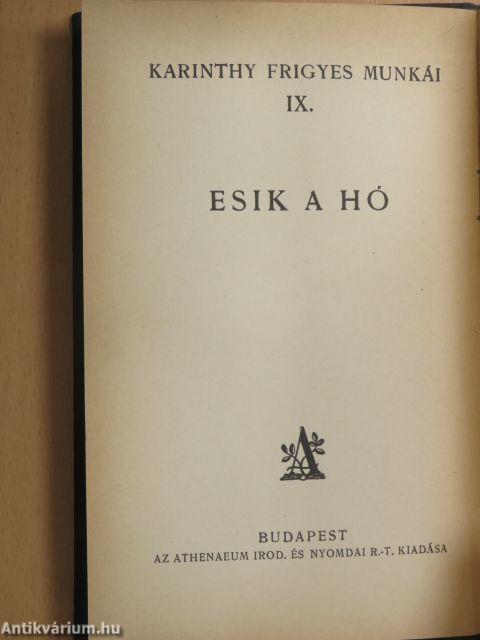 KARINTHY FRIGYES MUNKÁI
IX.
ESIK A HÓ
A
BUDAPEST
AZ ATHENAEUM IROD. ÉS NYOMDAI R.-T. KIADÁSA
Antikvárium.hu